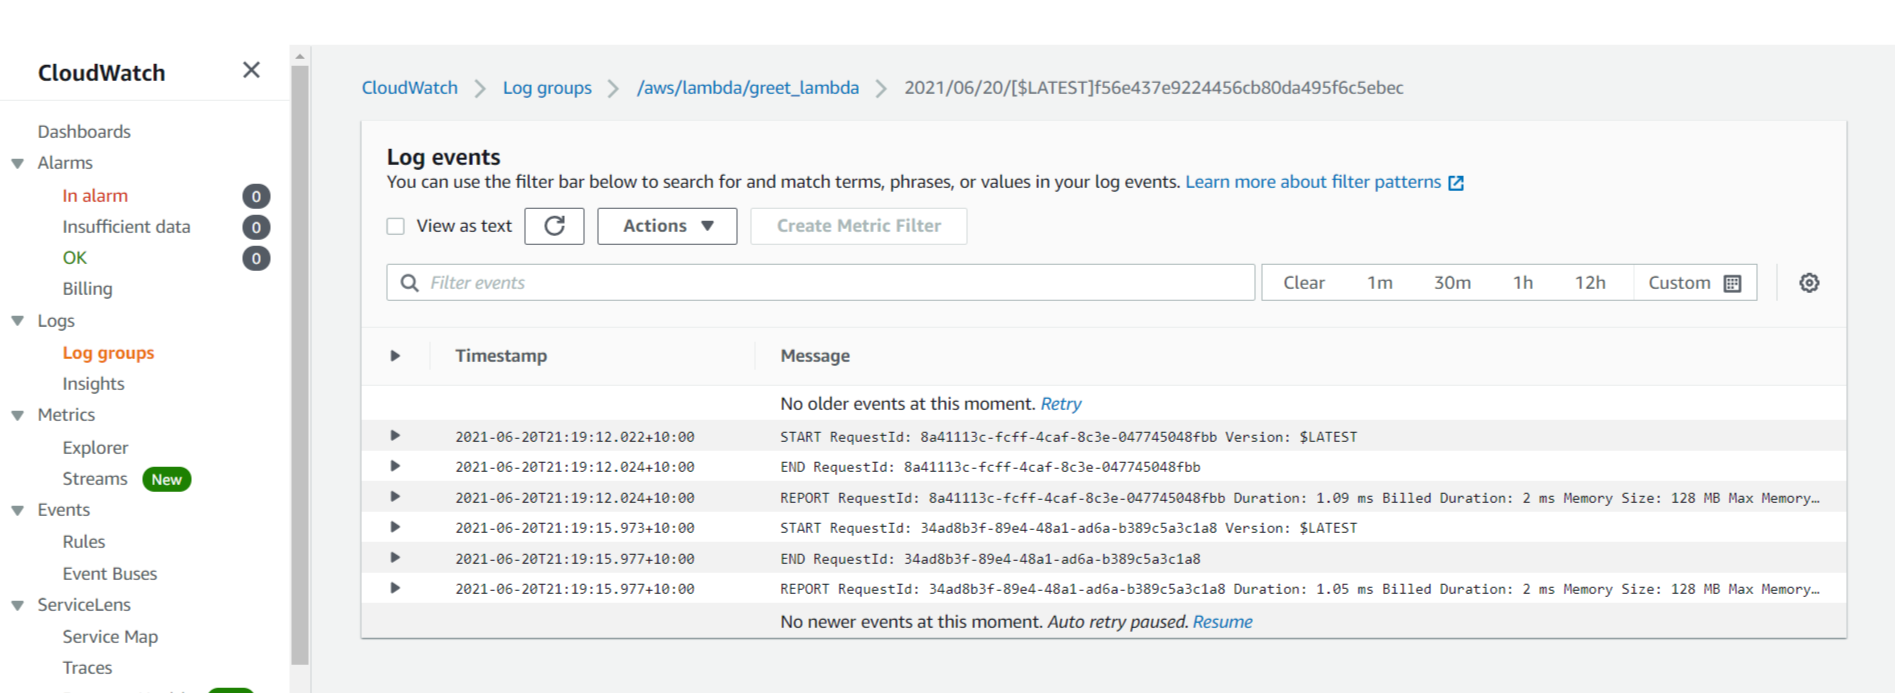 CloudWatch
Dashboards
Alarms
In alarm 0
Insufficient data 0
OK 0
Billing
Logs
Log groups
Insights
Metrics
Explorer
Streams New
Events
Rules
Event Buses
ServiceLens
Service Map
Traces
CloudWatch > Log groups > /aws/lambda/greet_lambda > 2021/06/20/[$LATEST]f56e437e9224456cb80da495f6c5ebec
Log events
You can use the filter bar below to search for and match terms, phrases, or values in your log events. Learn more about filter patterns
View as text Actions Create Metric Filter
Filter events Clear 1m 30m 1h 12h Custom
Timestamp Message
No older events at this moment. Retry
2021-06-20T21:19:12.022+10:00 START RequestId: 8a41113c-fcff-4caf-8c3e-047745048fbb Version: $LATEST
2021-06-20T21:19:12.024+10:00 END RequestId: 8a41113c-fcff-4caf-8c3e-047745048fbb
2021-06-20T21:19:12.024+10:00 REPORT RequestId: 8a41113c-fcff-4caf-8c3e-047745048fbb Duration: 1.09 ms Billed Duration: 2 ms Memory Size: 128 MB Max Memory…
2021-06-20T21:19:15.973+10:00 START RequestId: 34ad8b3f-89e4-48a1-ad6a-b389c5a3c1a8 Version: $LATEST
2021-06-20T21:19:15.977+10:00 END RequestId: 34ad8b3f-89e4-48a1-ad6a-b389c5a3c1a8
2021-06-20T21:19:15.977+10:00 REPORT RequestId: 34ad8b3f-89e4-48a1-ad6a-b389c5a3c1a8 Duration: 1.05 ms Billed Duration: 2 ms Memory Size: 128 MB Max Memory…
No newer events at this moment. Auto retry paused. Resume